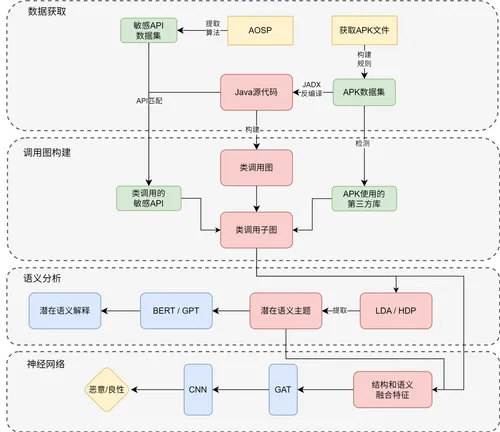 数据获取
敏感API
数据集
提取
算法
AOSP
获取APK文件
构建
规则
API匹配
Java源代码
JADX
反编译
APK数据集
构建
检测
调用图构建
类调用图
类调用的
敏感API
类调用子图
APK使用的
第三方库
语义分析
潜在语义解释
BERT / GPT
潜在语义主题
提取
LDA / HDP
神经网络
恶意/良性
CNN
GAT
结构和语义
融合特征